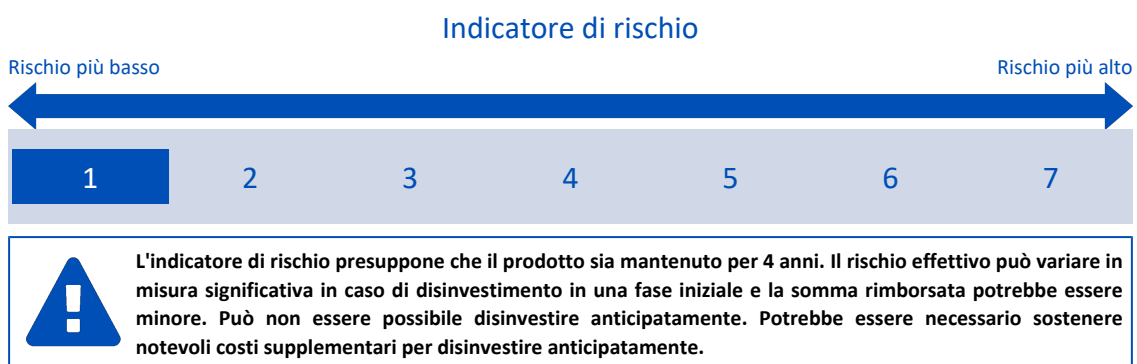 Indicatore di rischio
Rischio più basso Rischio più alto
1 2 3 4 5 6 7
L'indicatore di rischio presuppone che il prodotto sia mantenuto per 4 anni. Il rischio effettivo può variare in
misura significativa in caso di disinvestimento in una fase iniziale e la somma rimborsata potrebbe essere
minore. Può non essere possibile disinvestire anticipatamente. Potrebbe essere necessario sostenere
notevoli costi supplementari per disinvestire anticipatamente.